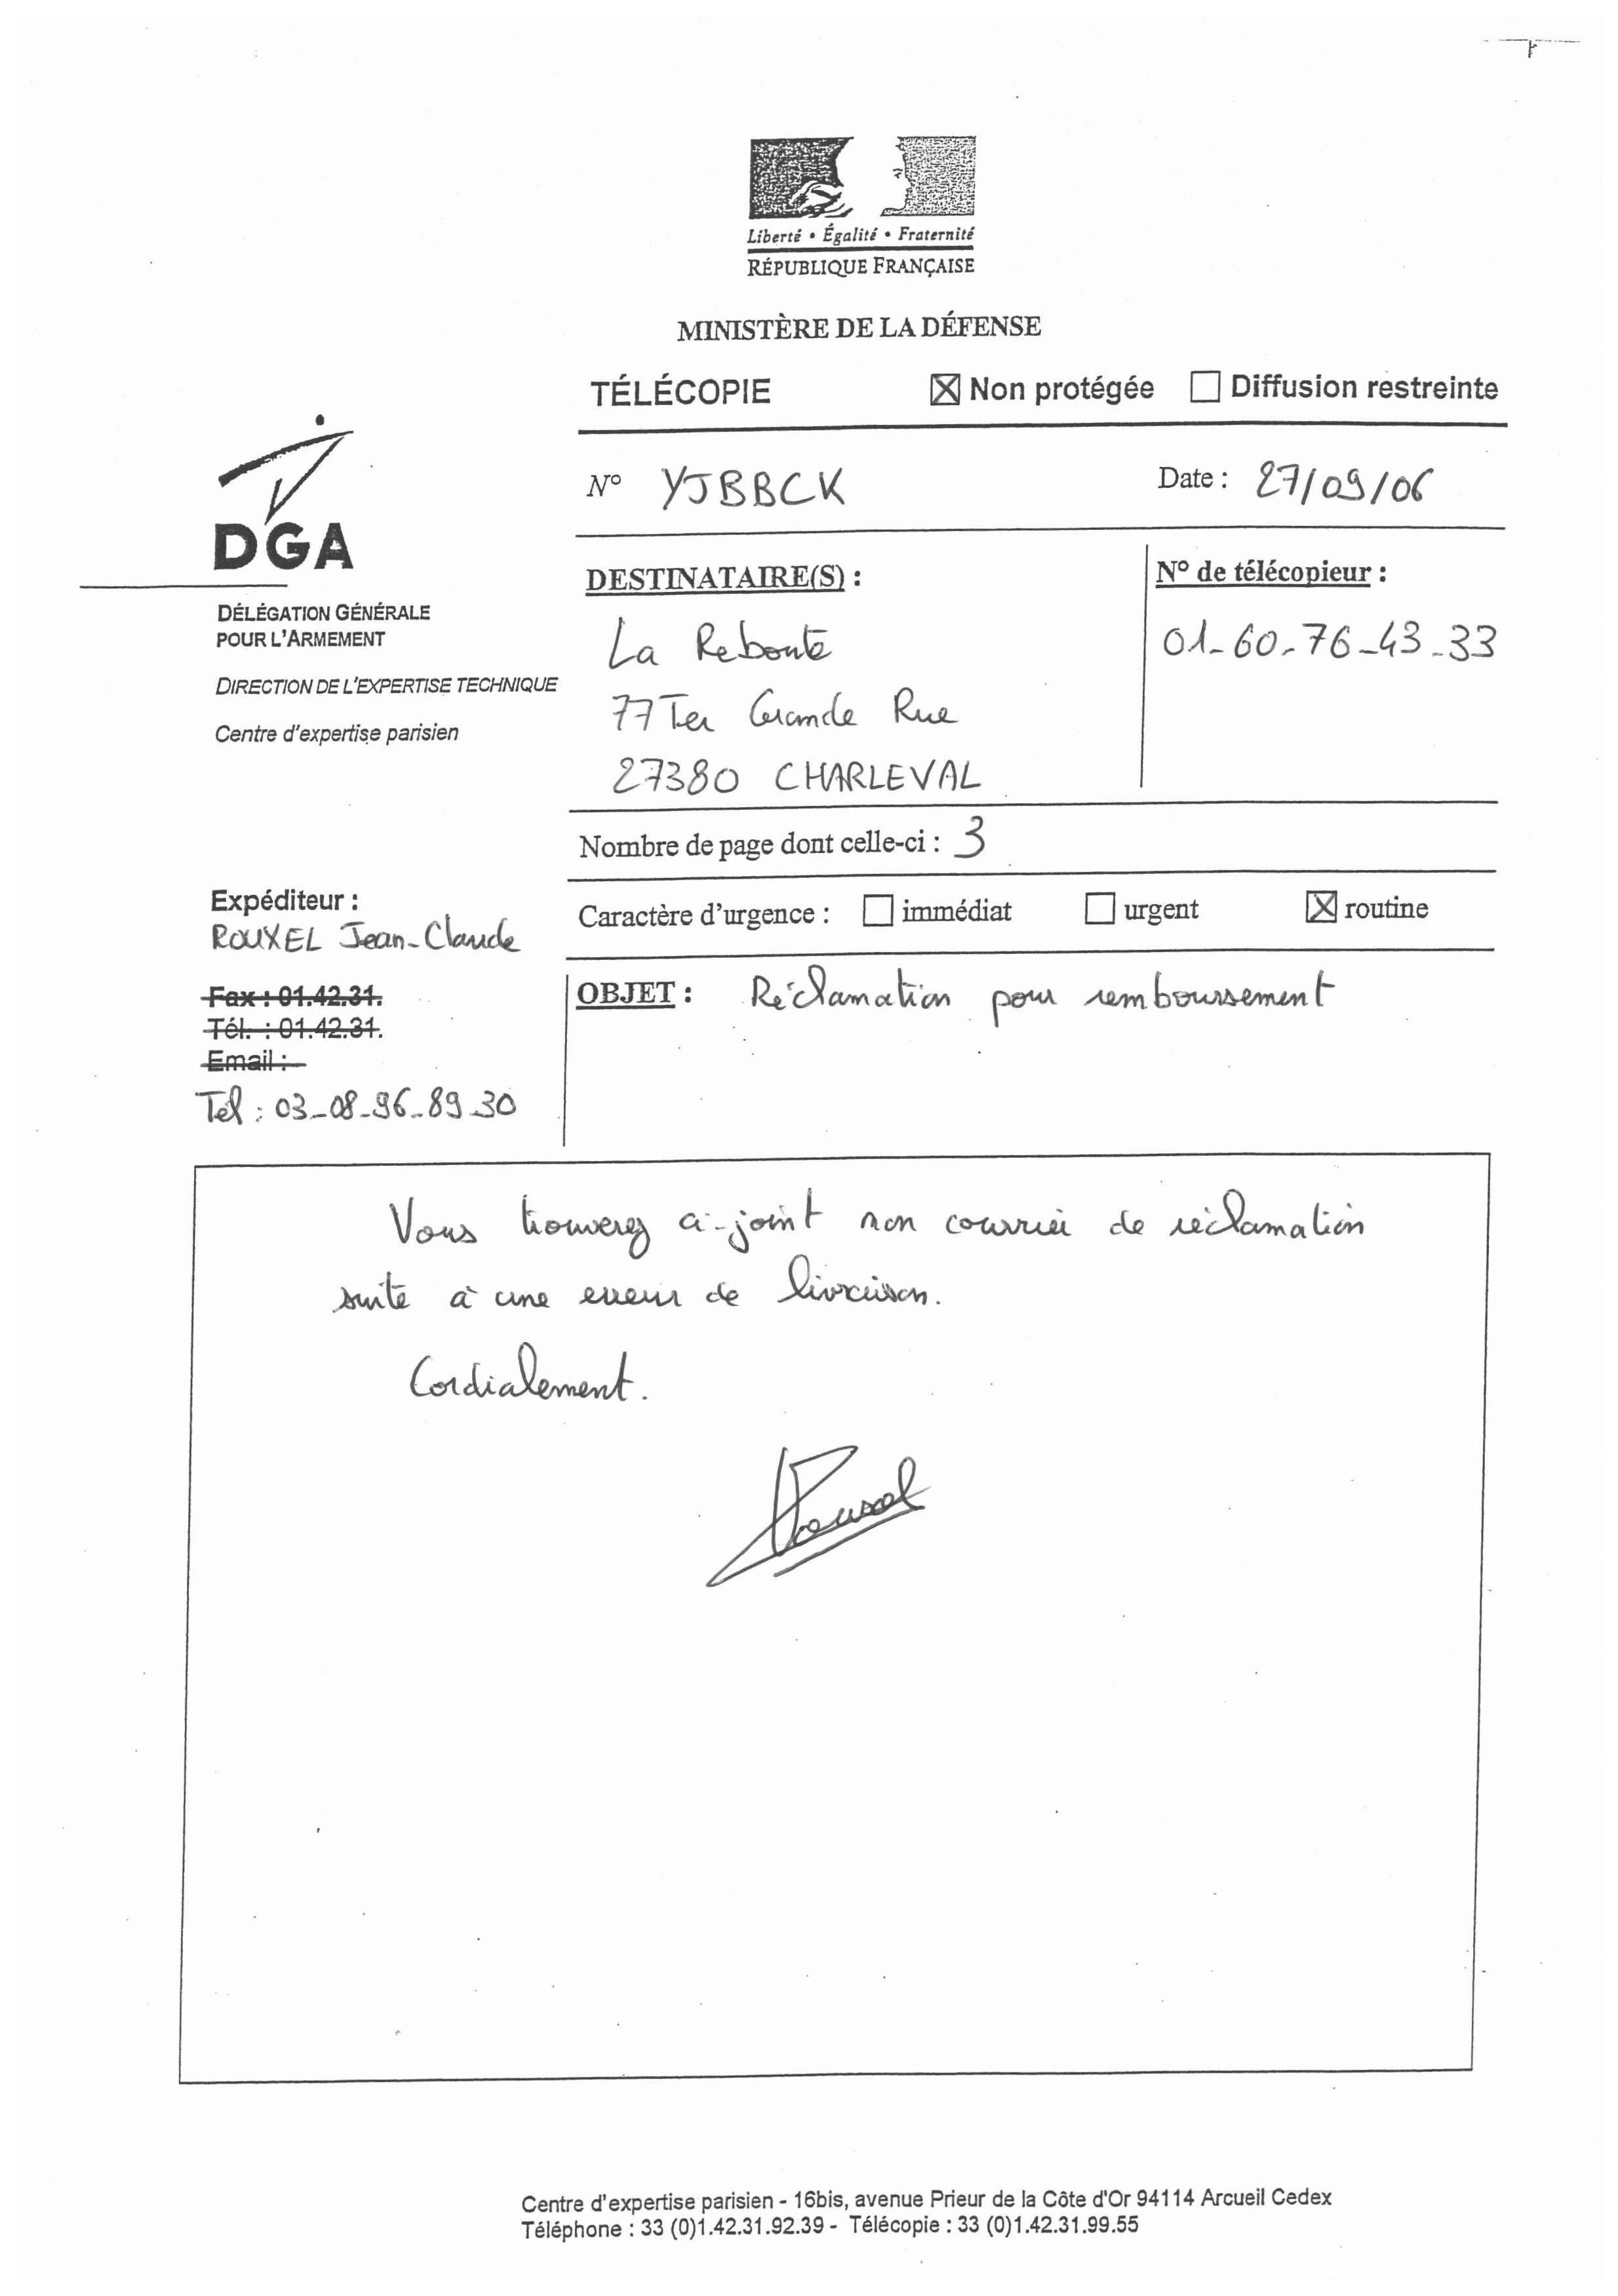 Liberté • Égalité • Fraternité
RÉPUBLIQUE FRANÇAISE
MINISTÈRE DE LA DÉFENSE
TÉLÉCOPIE ☒ Non protégée ☐ Diffusion restreinte
N° YJBBCK Date : 27/09/06
DGA
DÉLÉGATION GÉNÉRALE
POUR L'ARMEMENT
DIRECTION DE L'EXPERTISE TECHNIQUE
Centre d'expertise parisien
DESTINATAIRE(S) :
La Reboute
77 Ter Grande Rue
27380 CHARLEVAL
N° de télécopieur :
01-60-76-43-33
Nombre de page dont celle-ci : 3
Caractère d'urgence : ☐ immédiat ☐ urgent ☒ routine
Expéditeur :
ROUXEL Jean-Claude
Fax : 01.42.31.
Tél. : 01.42.31.
Email :
Tel : 03-08-96-89-30
OBJET : Réclamation pour remboursement
Vous trouverez ci-joint mon courrier de réclamation
suite à une erreur de livraison.
Cordialement.
Rouxel
Centre d'expertise parisien - 16bis, avenue Prieur de la Côte d'Or 94114 Arcueil Cedex
Téléphone : 33 (0)1.42.31.92.39 - Télécopie : 33 (0)1.42.31.99.55